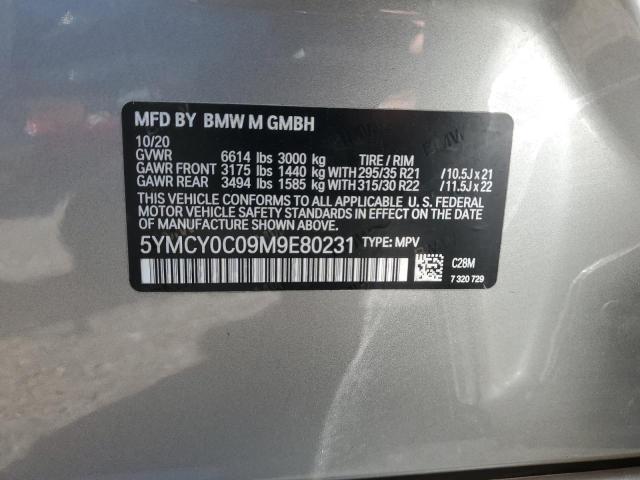 MFD BY BMW M GMBH
10/20
GVWR 6614 lbs 3000 kg TIRE / RIM
GAWR FRONT 3175 lbs 1440 kg WITH 295/35 R21 / 10.5J x 21
GAWR REAR 3494 lbs 1585 kg WITH 315/30 R22 / 11.5J x 22
THIS VEHICLE CONFORMS TO ALL APPLICABLE U. S. FEDERAL
MOTOR VEHICLE SAFETY STANDARDS IN EFFECT ON THE DATE
OF MANUFACTURE SHOWN ABOVE.
5YMCY0C09M9E80231 TYPE: MPV
C28M
7 320 729